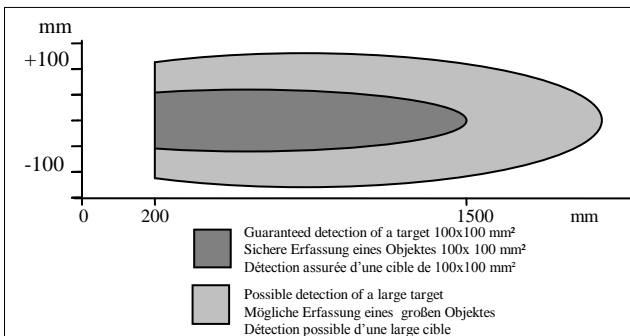 mm
+100
-100
0 200 1500 mm
Guaranteed detection of a target 100x100 mm²
Sichere Erfassung eines Objektes 100x 100 mm²
Détection assurée d’une cible de 100x100 mm²
Possible detection of a large target
Mögliche Erfassung eines großen Objektes
Détection possible d’une large cible